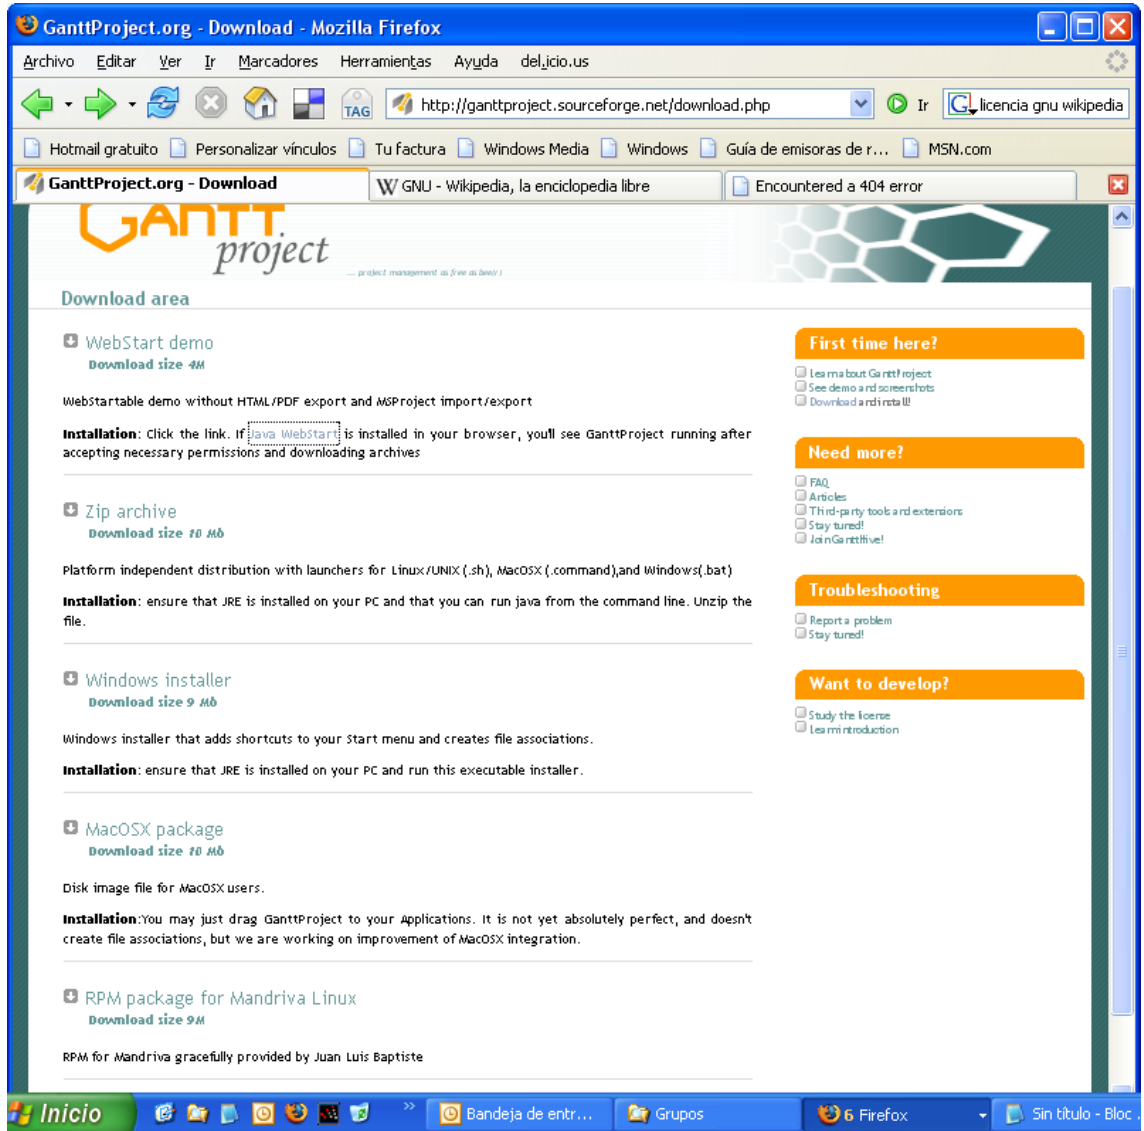 GanttProject.org - Download - Mozilla Firefox
Archivo Editar Ver Ir Marcadores Herramientas Ayuda del.icio.us
TAG http://ganttproject.sourceforge.net/download.php Ir G licencia gnu wikipedia
Hotmail gratuito Personalizar vínculos Tu factura Windows Media Windows Guía de emisoras de r... MSN.com
GanttProject.org - Download W GNU - Wikipedia, la enciclopedia libre Encountered a 404 error
GANTT
project
.... project management as free as bee(r)
Download area
WebStart demo
Download size 4M
WebStartable demo without HTML/PDF export and MSProject import/export
Installation: Click the link. If Java WebStart is installed in your browser, you'll see GanttProject running after
accepting necessary permissions and downloading archives
Zip archive
Download size 10 Mb
Platform independent distribution with launchers for Linux/UNIX (.sh), MacOSX (.command),and Windows(.bat)
Installation: ensure that JRE is installed on your PC and that you can run java from the command line. Unzip the
file.
Windows installer
Download size 9 Mb
Windows installer that adds shortcuts to your Start menu and creates file associations.
Installation: ensure that JRE is installed on your PC and run this executable installer.
MacOSX package
Download size 10 Mb
Disk image file for MacOSX users.
Installation:You may just drag GanttProject to your Applications. It is not yet absolutely perfect, and doesn't
create file associations, but we are working on improvement of MacOSX integration.
RPM package for Mandriva Linux
Download size 9M
RPM for Mandriva gracefully provided by Juan Luis Baptiste
First time here?
Learn about GanttProject
See demo and screenshots
Download and install!
Need more?
FAQ
Articles
Third-party tools and extensions
Stay tuned!
Join GanttHive!
Troubleshooting
Report a problem
Stay tuned!
Want to develop?
Study the license
Learn introduction
Inicio » Bandeja de entr... Grupos 6 Firefox Sin título - Bloc .